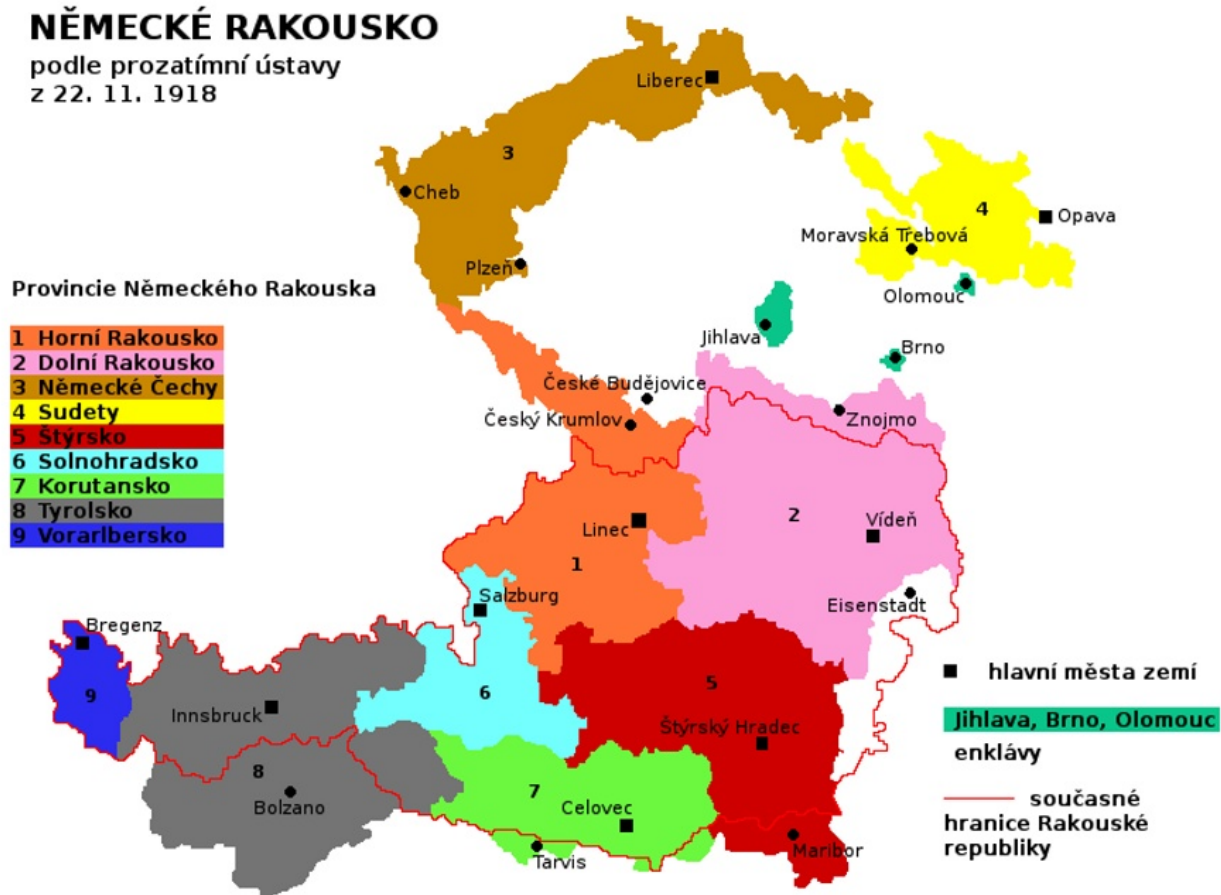 NĚMECKÉ RAKOUSKO
podle prozatímní ústavy
z 22. 11. 1918
Liberec
3
Cheb
4
Opava
Moravská Třebová
Plzeň
Olomouc
Provincie Německého Rakouska
1 Horní Rakousko
2 Dolní Rakousko
3 Německé Čechy
4 Sudety
5 Štýrsko
6 Solnohradsko
7 Korutansko
8 Tyrolsko
9 Vorarlbersko
Jihlava
Brno
České Budějovice
Český Krumlov
Znojmo
Linec
2
Vídeň
1
Salzburg
Eisenstadt
Bregenz
9
Innsbruck
6
5
Štýrský Hradec
8
Bolzano
7
Celovec
Tarvis
Maribor
hlavní města zemí
Jihlava, Brno, Olomouc
enklávy
současné
hranice Rakouské
republiky